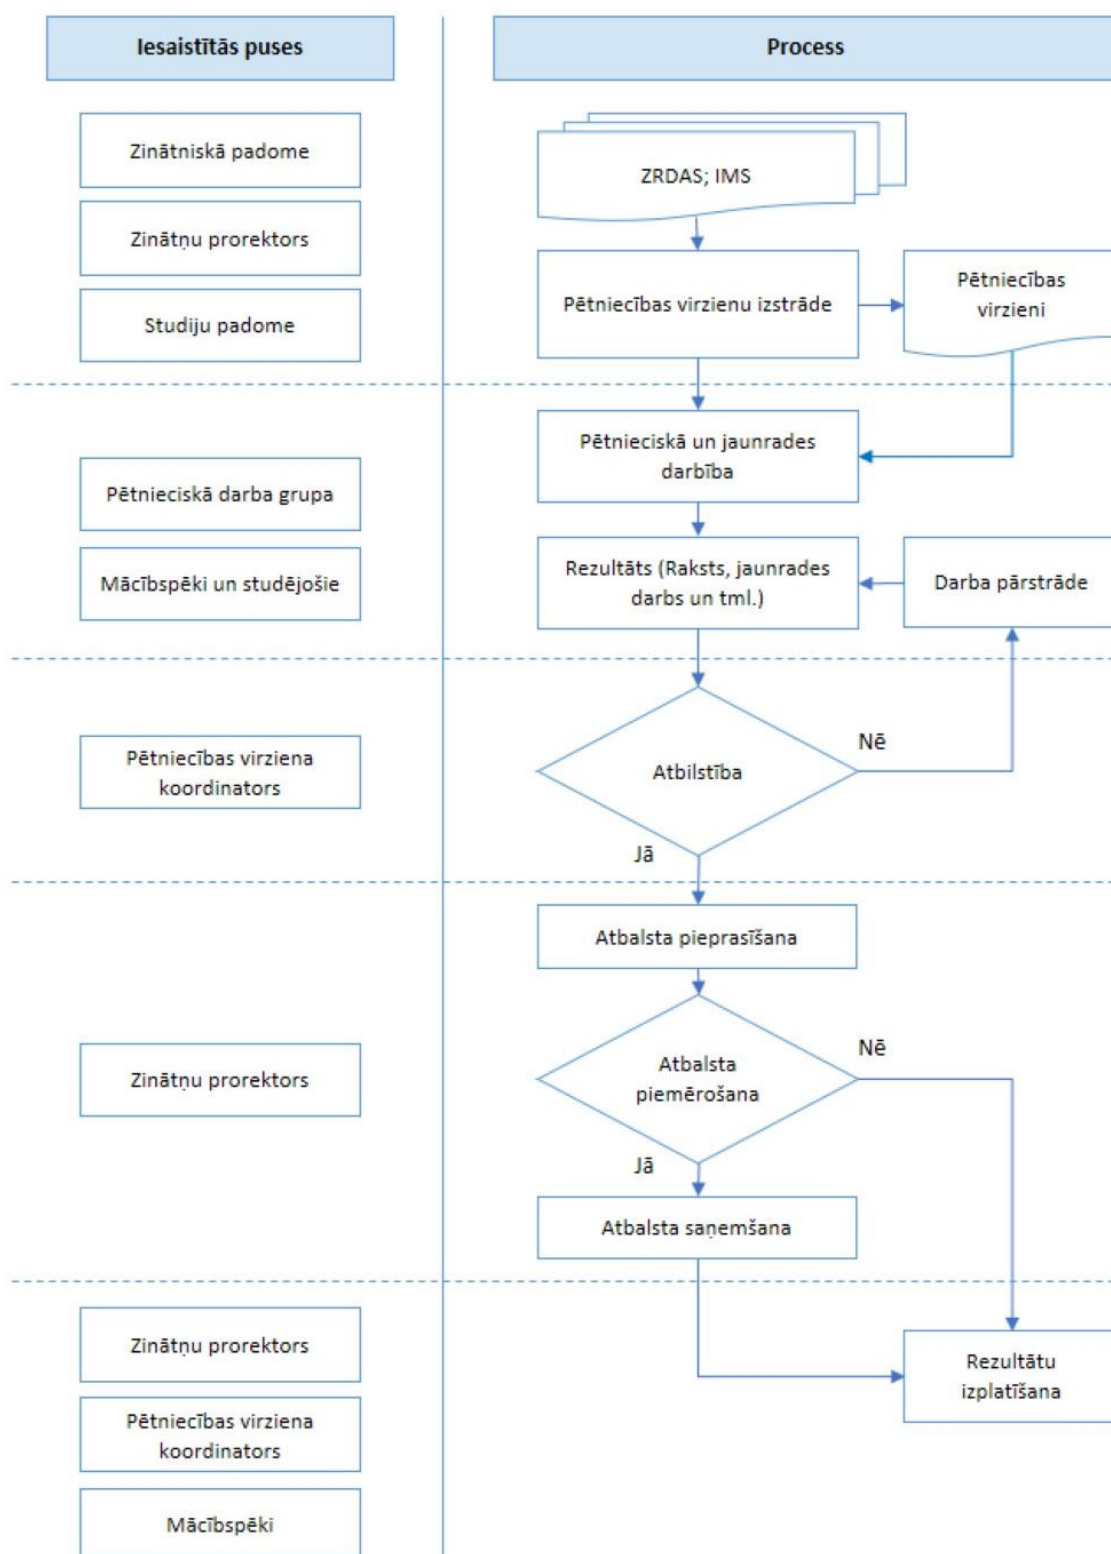 Iesaistītās puses
Process
Zinātniskā padome
ZRDAS; IMS
Zinātņu prorektors
Pētniecības virzienu izstrāde
Pētniecības
virzieni
Studiju padome
Pētnieciskā un jaunrades
darbība
Pētnieciskā darba grupa
Mācībspēki un studējošie
Rezultāts (Raksts, jaunrades
darbs un tml.)
Darba pārstrāde
Pētniecības virziena
koordinators
Atbilstība
Nē
Jā
Atbalsta pieprasīšana
Zinātņu prorektors
Atbalsta
piemērošana
Nē
Jā
Atbalsta saņemšana
Zinātņu prorektors
Rezultātu
izplatīšana
Pētniecības virziena
koordinators
Mācībspēki